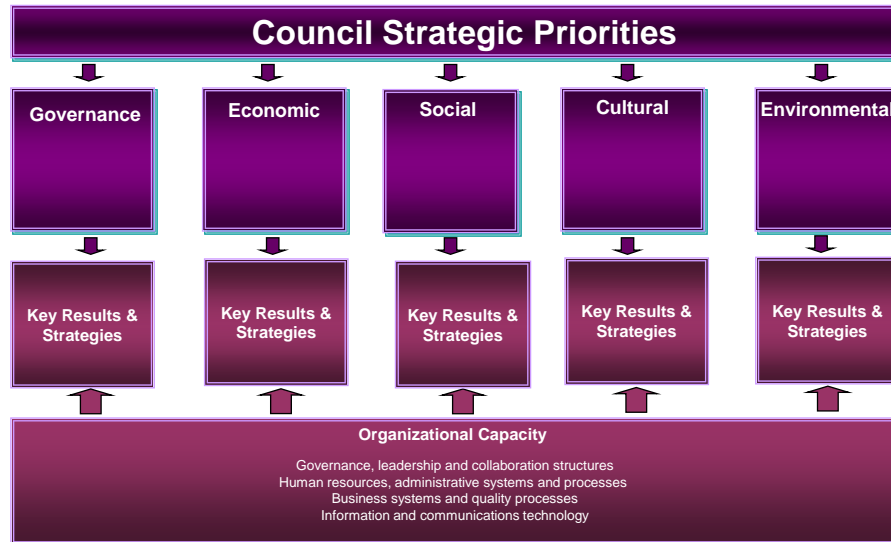 Council Strategic Priorities
Governance
Economic
Social
Cultural
Environmental
Key Results &
Strategies
Key Results &
Strategies
Key Results &
Strategies
Key Results &
Strategies
Key Results &
Strategies
Organizational Capacity
Governance, leadership and collaboration structures
Human resources, administrative systems and processes
Business systems and quality processes
Information and communications technology